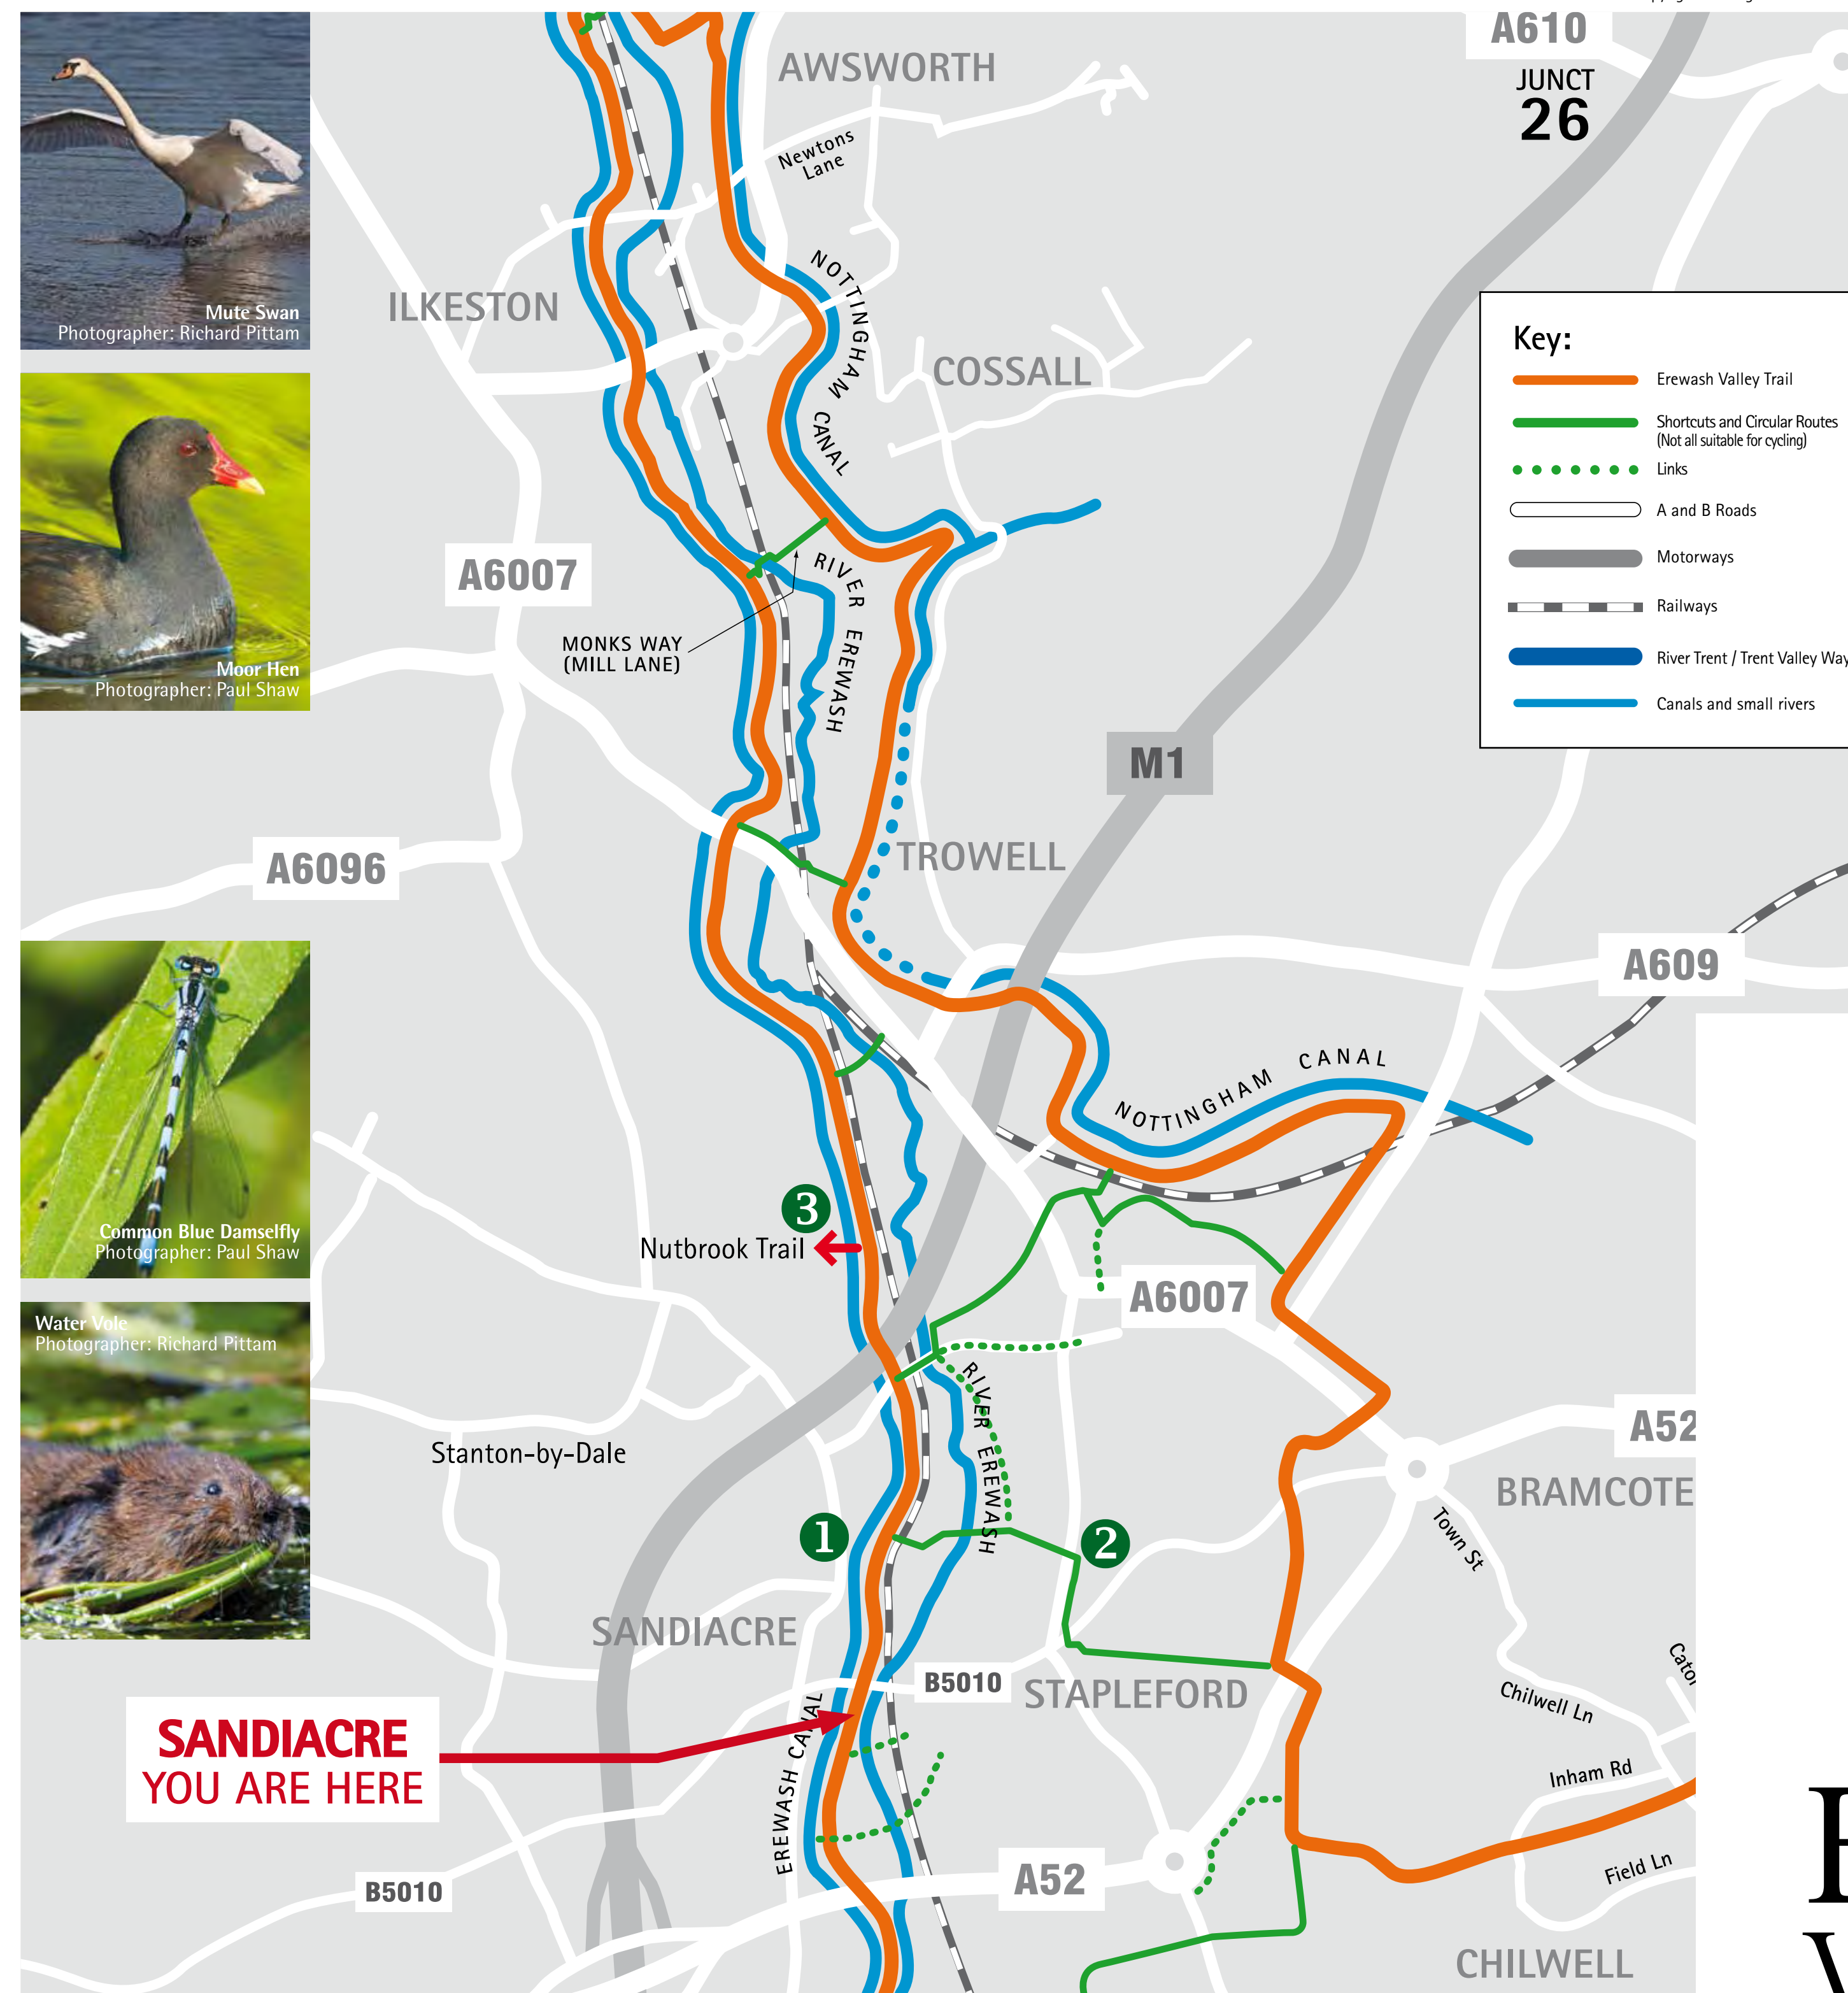 A610
JUNCT
26
AWSWORTH
Newtons
Lane
Mute Swan
Photographer: Richard Pittam
ILKESTON
NOTTINGHAM CANAL
COSSALL
Key:
Erewash Valley Trail
Shortcuts and Circular Routes
(Not all suitable for cycling)
Links
A and B Roads
Motorways
Railways
River Trent / Trent Valley Way
Canals and small rivers
A6007
RIVER EREWASH
MONKS WAY
(MILL LANE)
Moor Hen
Photographer: Paul Shaw
M1
A6096
TROWELL
A609
NOTTINGHAM CANAL
Common Blue Damselfly
Photographer: Paul Shaw
3
Nutbrook Trail
A6007
Water Vole
Photographer: Richard Pittam
RIVER EREWASH
A52
Stanton-by-Dale
BRAMCOTE
Town St
1
2
SANDIACRE
B5010
STAPLEFORD
Chilwell Ln
SANDIACRE
YOU ARE HERE
EREWASH CANAL
Inham Rd
B5010
A52
Field Ln
CHILWELL